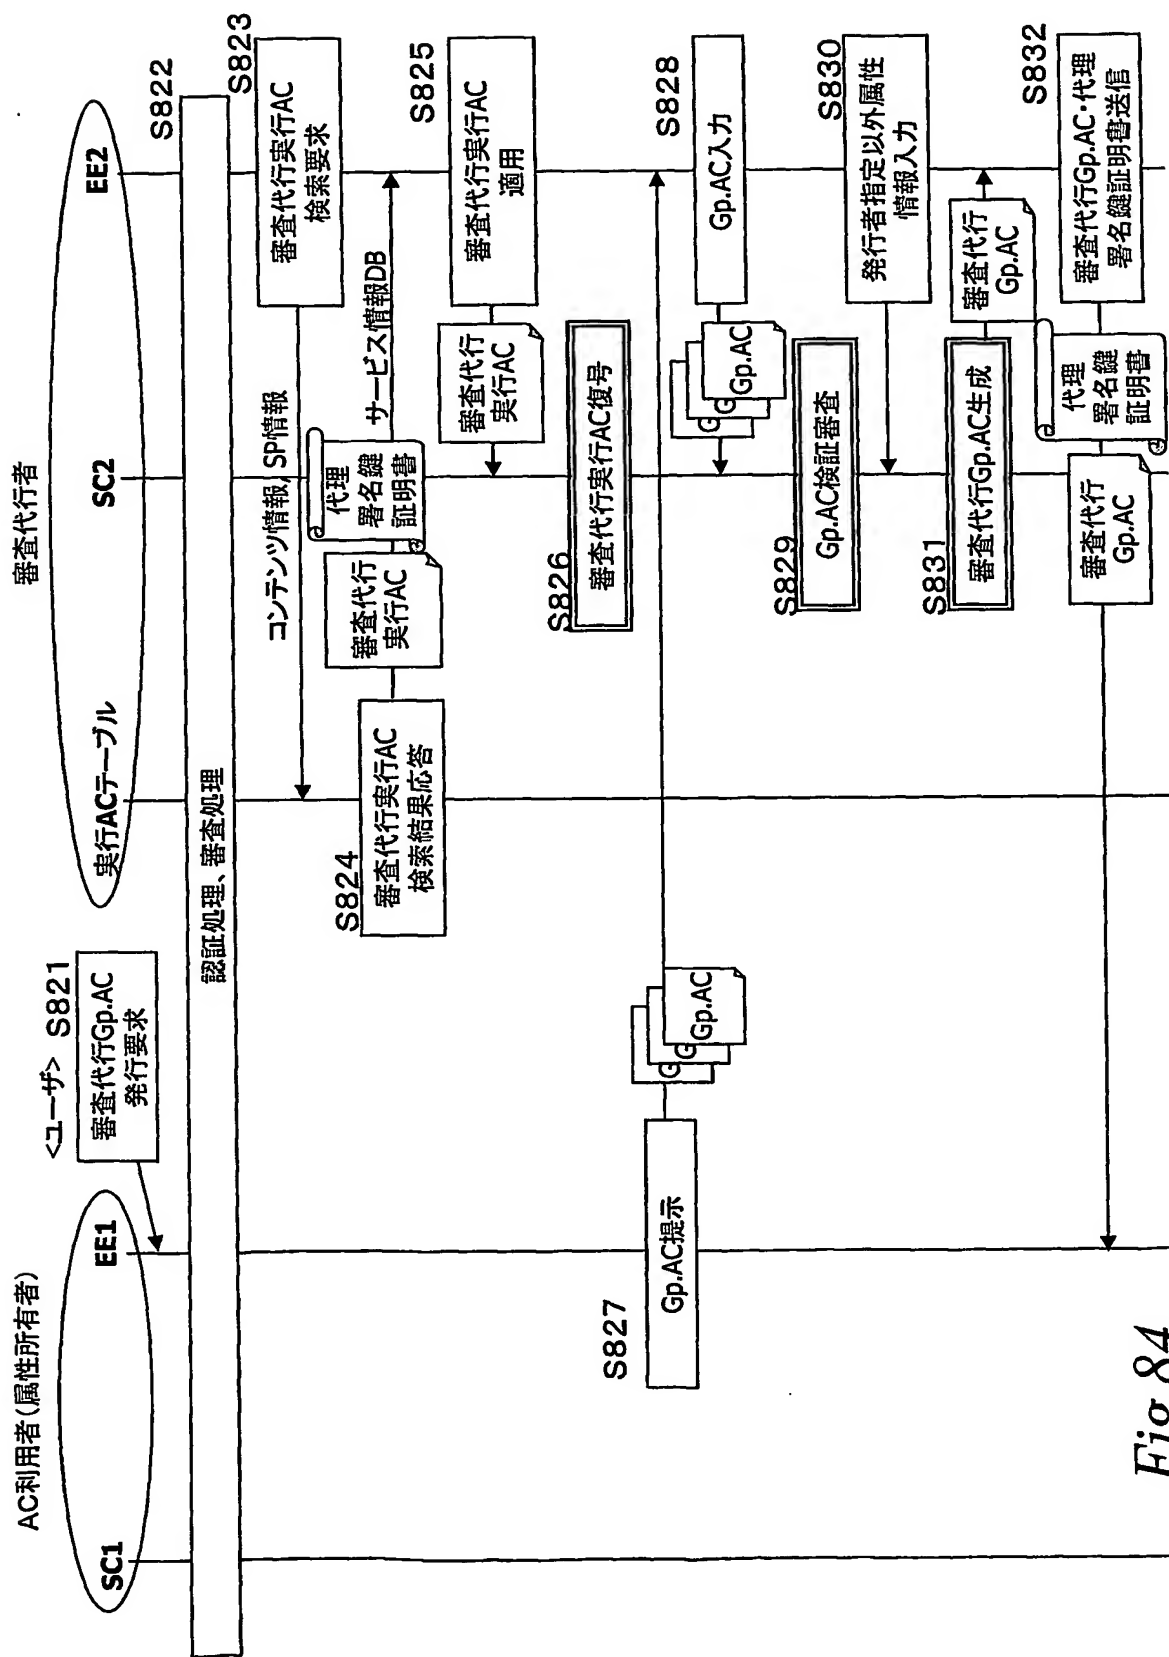 AC利用者(属性所有者)
審査代行者
SC1
EE1
実行ACテーブル
SC2
EE2
<ユーザ> S821
審査代行Gp.AC
発行要求
S822
認証処理、審査処理
S823
審査代行実行AC
検索要求
コンテンツ情報, SP情報
S824
審査代行実行AC
検索結果応答
審査代行
実行AC
代理
署名鍵
証明書
サービス情報DB
S825
審査代行実行AC
適用
審査代行
実行AC
S826
審査代行実行AC復号
S827
Gp.AC提示
G
G
Gp.AC
S828
Gp.AC入力
G
G
Gp.AC
S829
Gp.AC検証審査
S830
発行者指定以外属性
情報入力
S831
審査代行Gp.AC生成
審査代行
Gp.AC
S832
審査代行Gp.AC・代理
署名鍵証明書送信
代理
署名鍵
証明書
審査代行
Gp.AC
Fig. 84